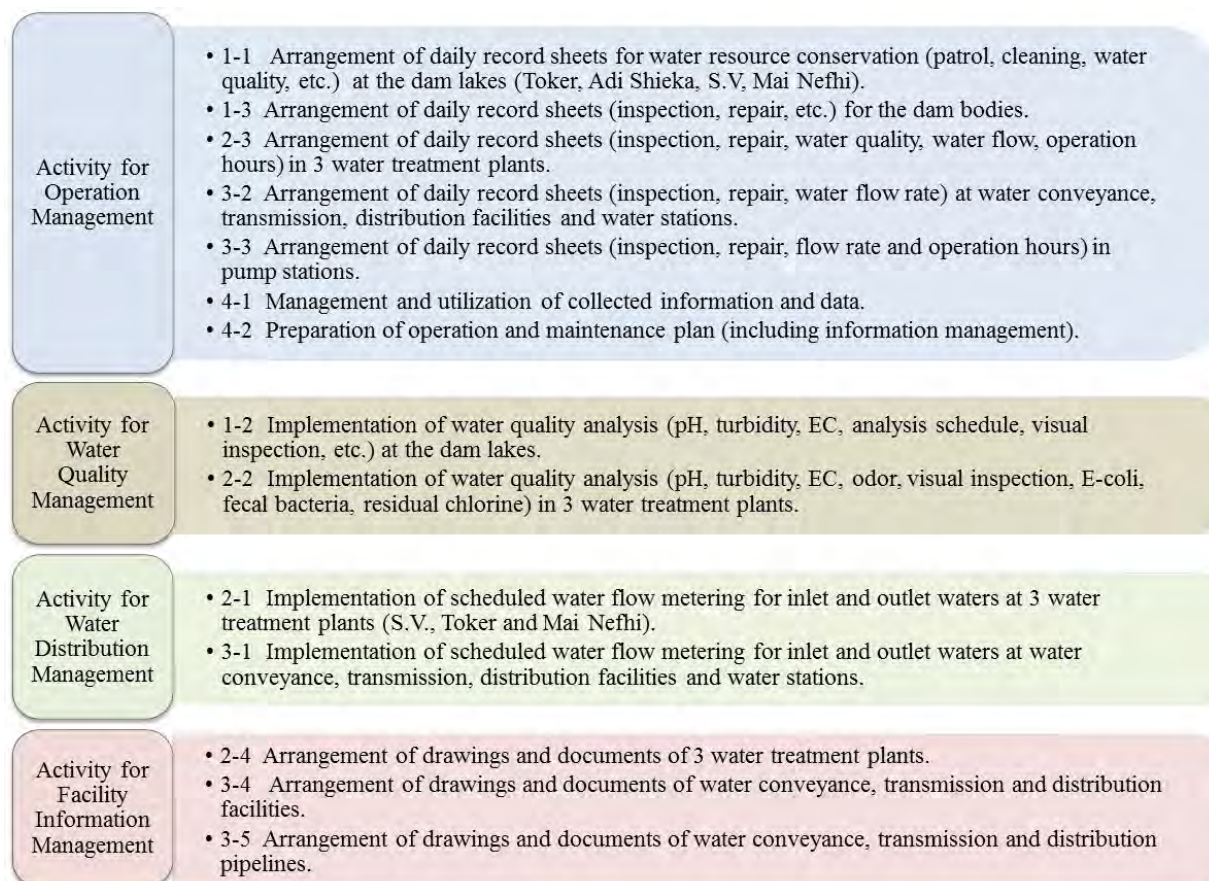 Activity for
Operation
Management
• 1-1 Arrangement of daily record sheets for water resource conservation (patrol, cleaning, water
quality, etc.) at the dam lakes (Toker, Adi Shieka, S.V, Mai Nefhi).
• 1-3 Arrangement of daily record sheets (inspection, repair, etc.) for the dam bodies.
• 2-3 Arrangement of daily record sheets (inspection, repair, water quality, water flow, operation
hours) in 3 water treatment plants.
• 3-2 Arrangement of daily record sheets (inspection, repair, water flow rate) at water conveyance,
transmission, distribution facilities and water stations.
• 3-3 Arrangement of daily record sheets (inspection, repair, flow rate and operation hours) in
pump stations.
• 4-1 Management and utilization of collected information and data.
• 4-2 Preparation of operation and maintenance plan (including information management).
Activity for
Water
Quality
Management
• 1-2 Implementation of water quality analysis (pH, turbidity, EC, analysis schedule, visual
inspection, etc.) at the dam lakes.
• 2-2 Implementation of water quality analysis (pH, turbidity, EC, odor, visual inspection, E-coli,
fecal bacteria, residual chlorine) in 3 water treatment plants.
Activity for
Water
Distribution
Management
• 2-1 Implementation of scheduled water flow metering for inlet and outlet waters at 3 water
treatment plants (S.V., Toker and Mai Nefhi).
• 3-1 Implementation of scheduled water flow metering for inlet and outlet waters at water
conveyance, transmission, distribution facilities and water stations.
Activity for
Facility
Information
Management
• 2-4 Arrangement of drawings and documents of 3 water treatment plants.
• 3-4 Arrangement of drawings and documents of water conveyance, transmission and distribution
facilities.
• 3-5 Arrangement of drawings and documents of water conveyance, transmission and distribution
pipelines.